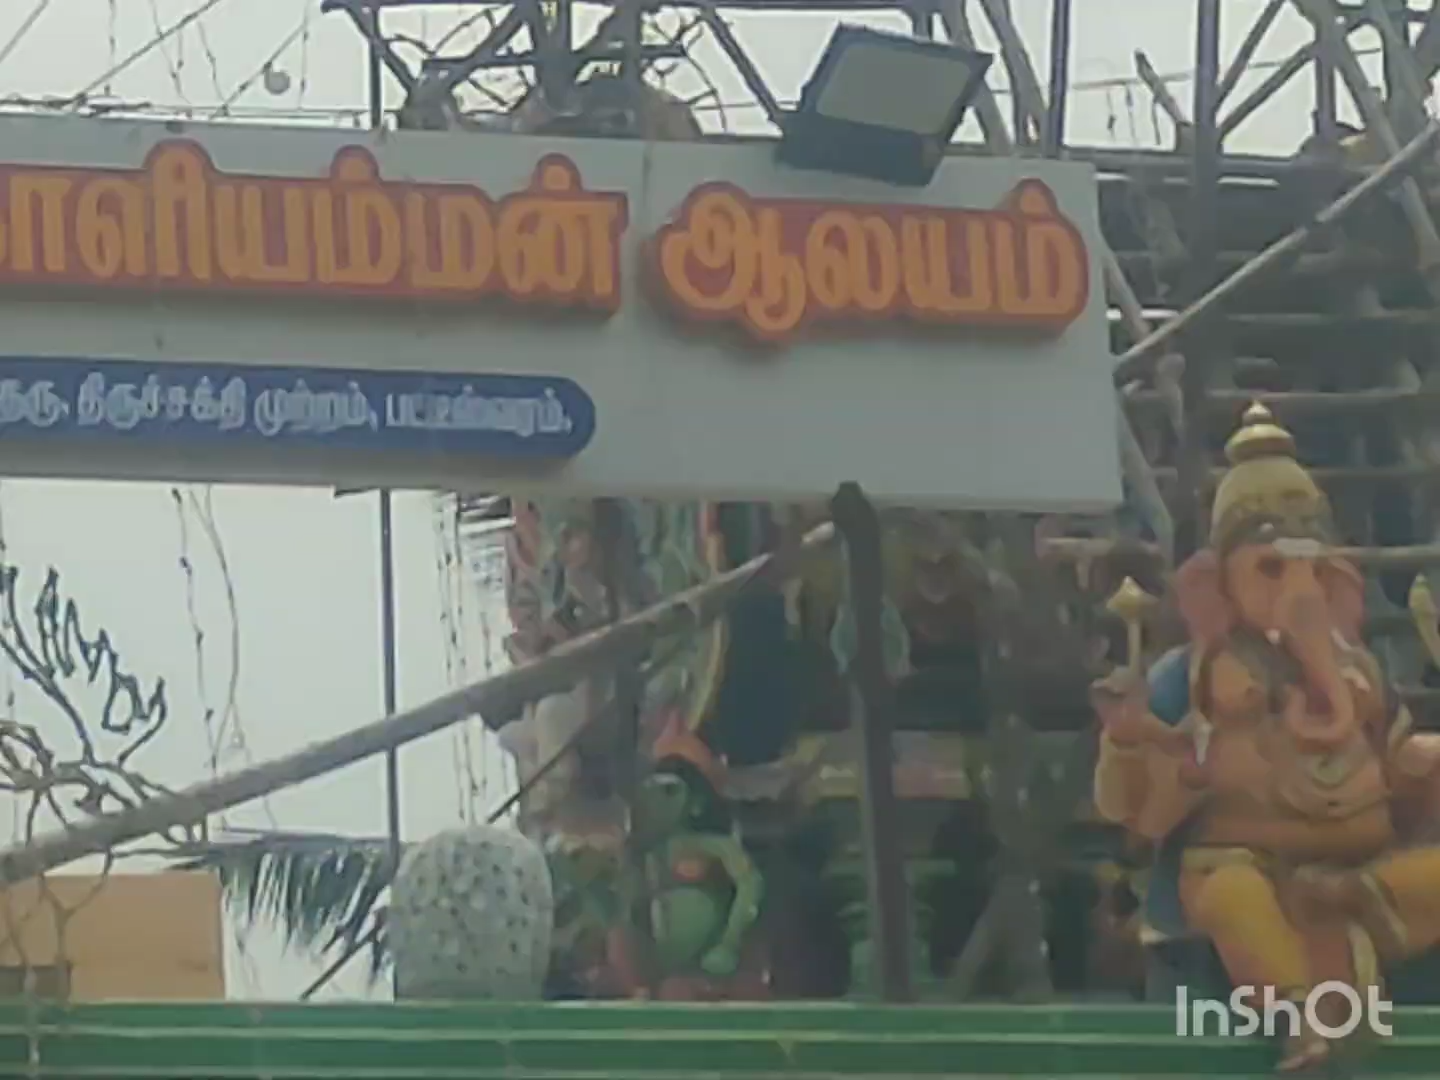 காளியம்மன் ஆலயம்
தெரு, திருச்சக்தி முற்றம், பட்டீஸ்வரம்.
InShOt